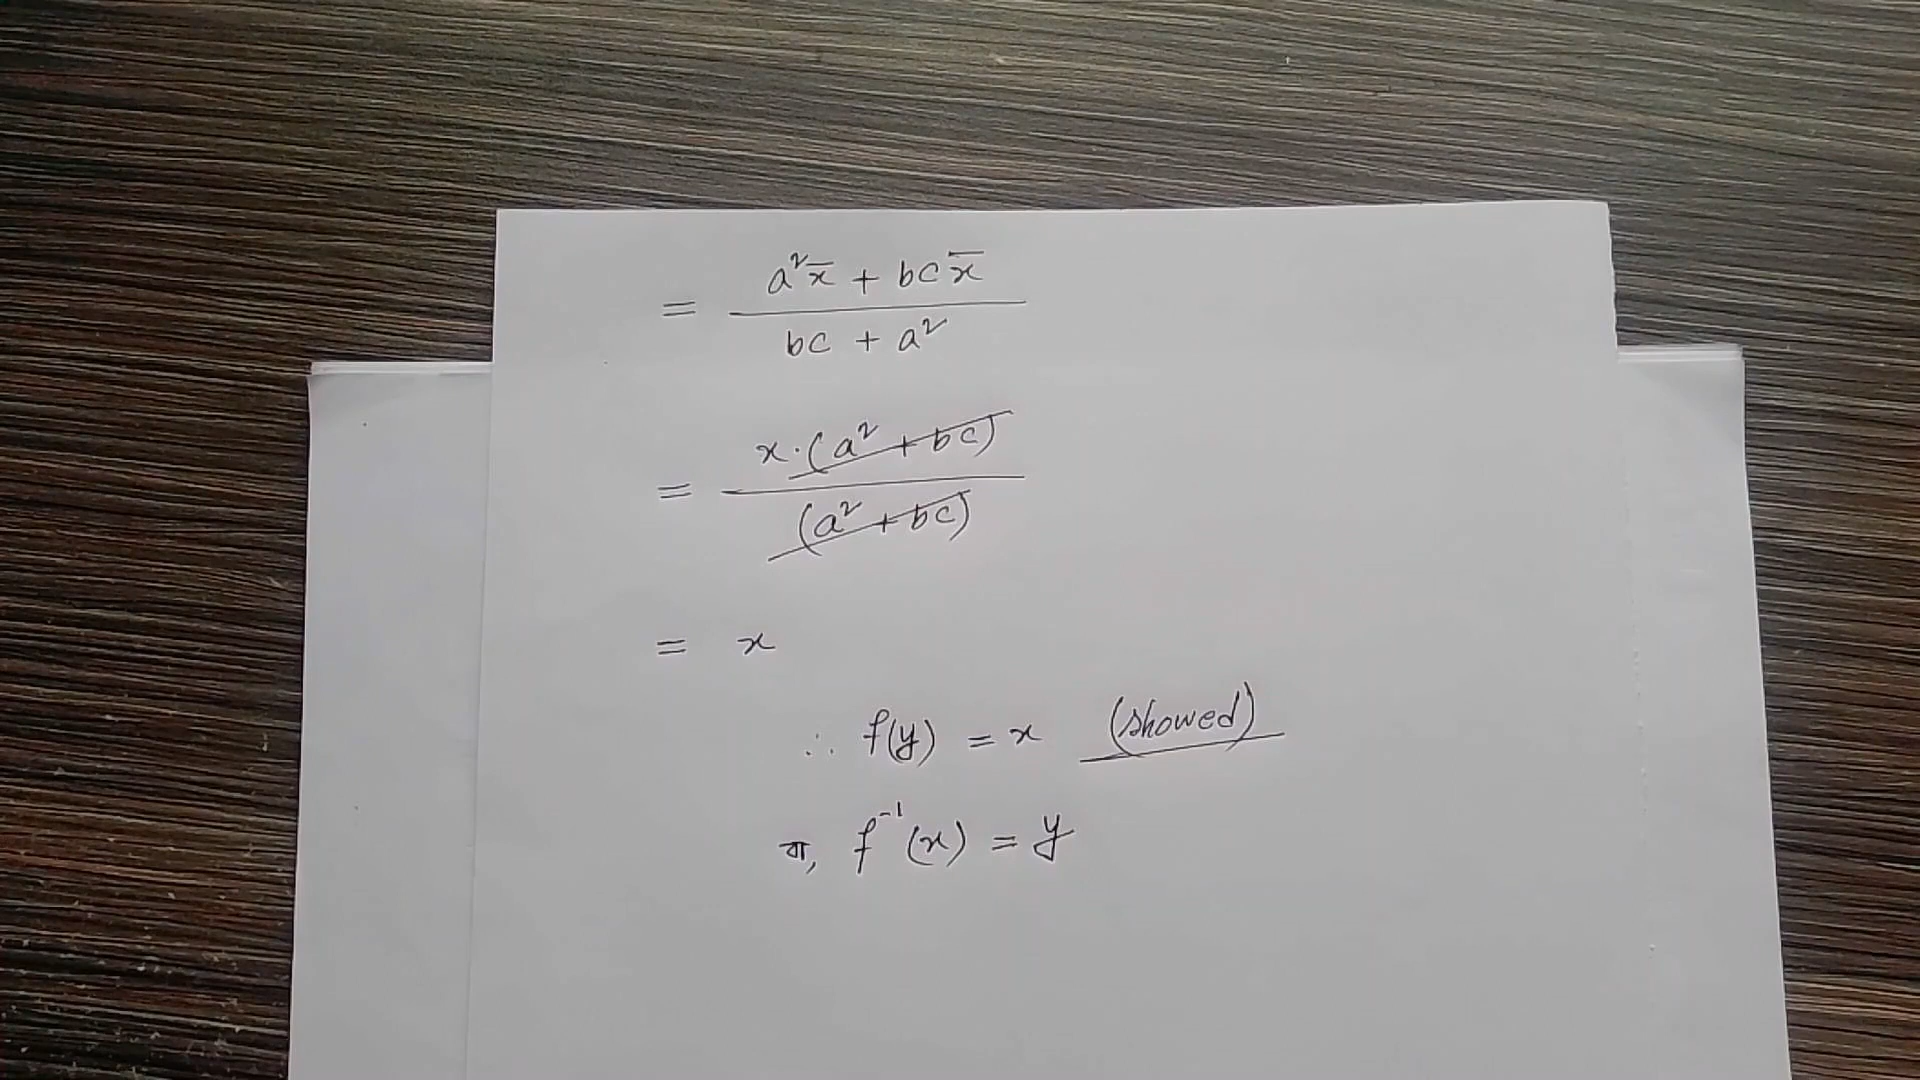 = a²x̅ + bcx̅
bc + a²
= x·(a² + bc)
(a² + bc)
= x
∴ f(y) = x (showed)
বা, f⁻¹(x) = y